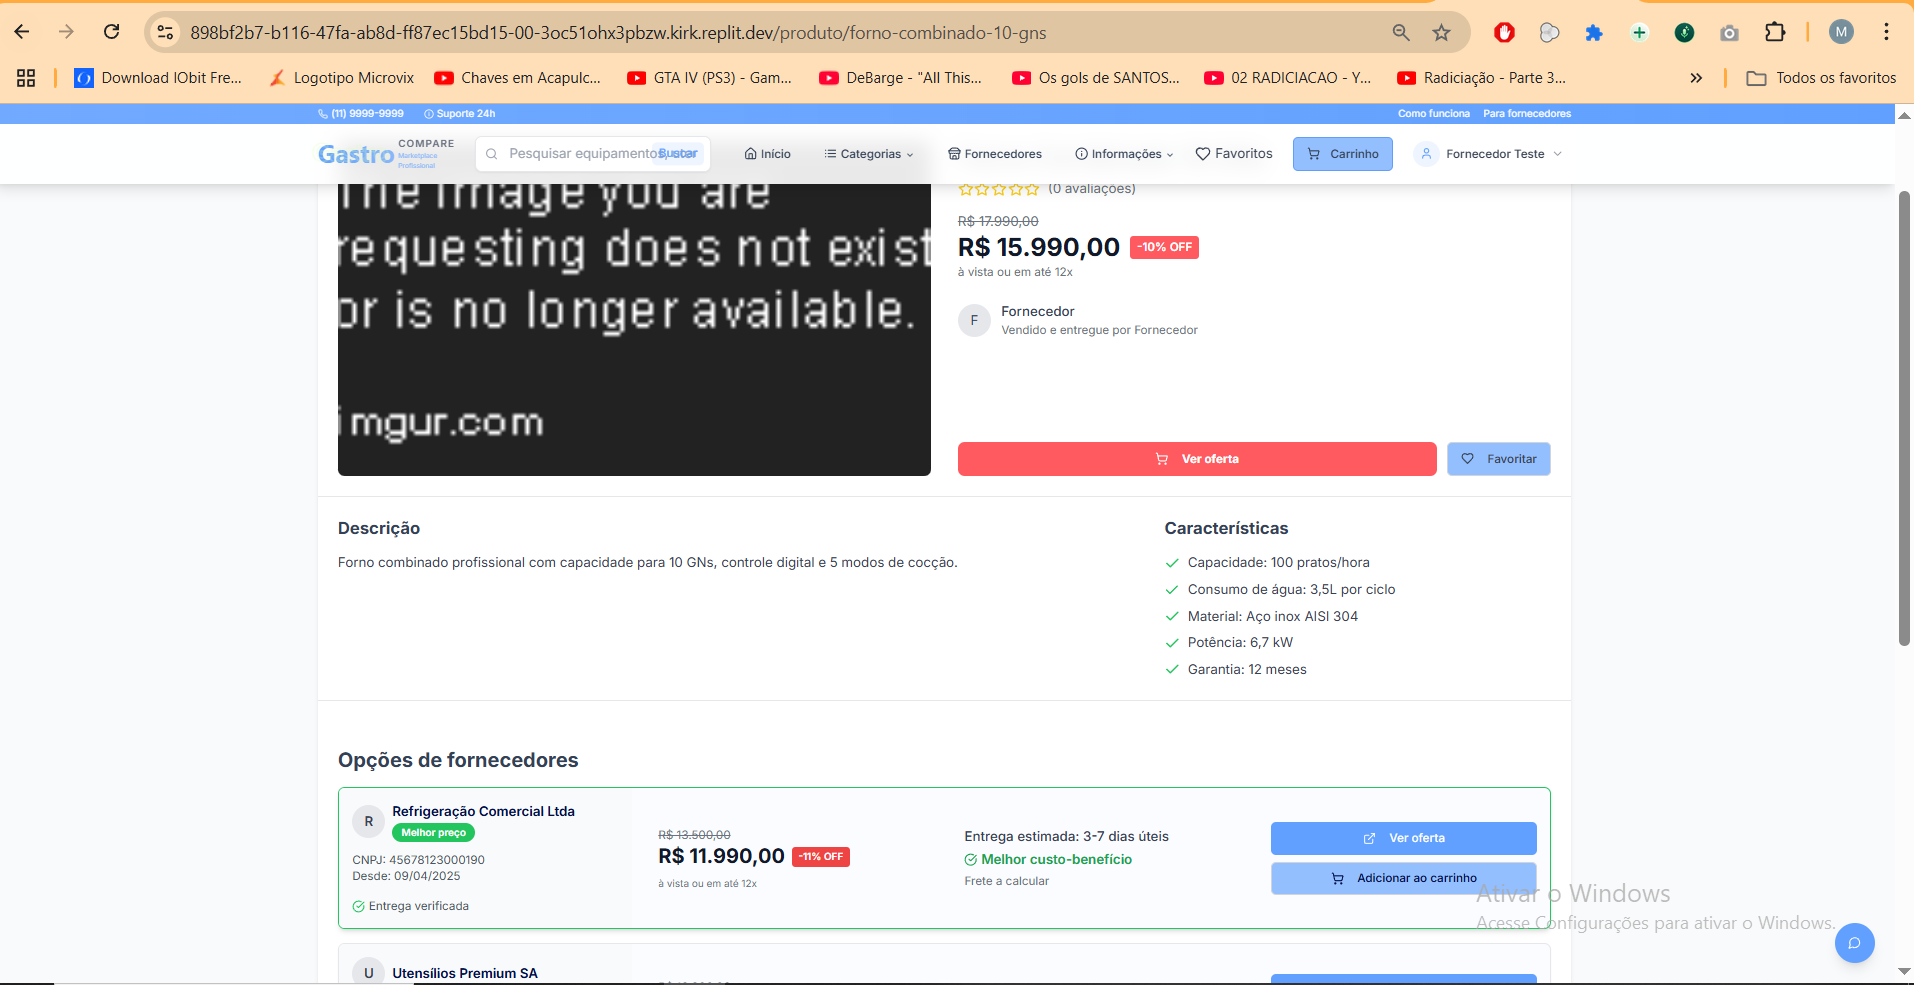 898bf2b7-b116-47fa-ab8d-ff87ec15bd15-00-3oc51ohx3pbzw.kirk.replit.dev/produto/forno-combinado-10-gns
M
Download IObit Fre... Logotipo Microvix Chaves em Acapulc... GTA IV (PS3) - Gam... DeBarge - "All This... Os gols de SANTOS... 02 RADICIACAO - Y... Radiciação - Parte 3... » Todos os favoritos
(11) 9999-9999 Suporte 24h Como funciona Para fornecedores
Gastro COMPARE
Marketplace
Profissional
Pesquisar equipamentos, Buscar
Início Categorias Fornecedores Informações Favoritos Carrinho Fornecedor Teste
The image you are
requesting does not exist
or is no longer available.
imgur.com
(0 avaliações)
R$ 17.990,00
R$ 15.990,00 -10% OFF
à vista ou em até 12x
F
Fornecedor
Vendido e entregue por Fornecedor
Ver oferta Favoritar
Descrição
Forno combinado profissional com capacidade para 10 GNs, controle digital e 5 modos de cocção.
Características
Capacidade: 100 pratos/hora
Consumo de água: 3,5L por ciclo
Material: Aço inox AISI 304
Potência: 6,7 kW
Garantia: 12 meses
Opções de fornecedores
R
Refrigeração Comercial Ltda
Melhor preço
CNPJ: 45678123000190
Desde: 09/04/2025
Entrega verificada
R$ 13.500,00
R$ 11.990,00 -11% OFF
à vista ou em até 12x
Entrega estimada: 3-7 dias úteis
Melhor custo-benefício
Frete a calcular
Ver oferta
Adicionar ao carrinho
Ativar o Windows
Acesse Configurações para ativar o Windows.
U
Utensílios Premium SA